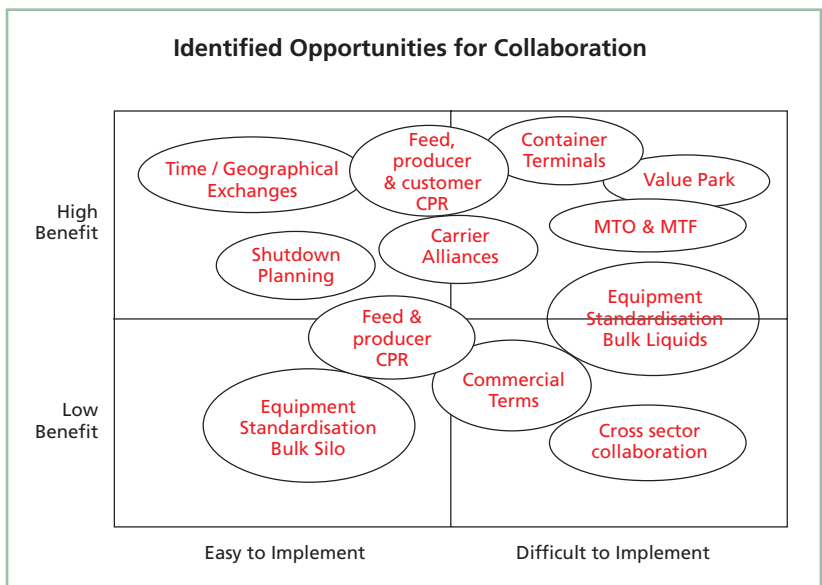 Identified Opportunities for Collaboration
High
Benefit
Low
Benefit
Time / Geographical
Exchanges
Feed,
producer
& customer
CPR
Container
Terminals
Value Park
MTO & MTF
Shutdown
Planning
Carrier
Alliances
Equipment
Standardisation
Bulk Liquids
Feed &
producer
CPR
Commercial
Terms
Equipment
Standardisation
Bulk Silo
Cross sector
collaboration
Easy to Implement
Difficult to Implement